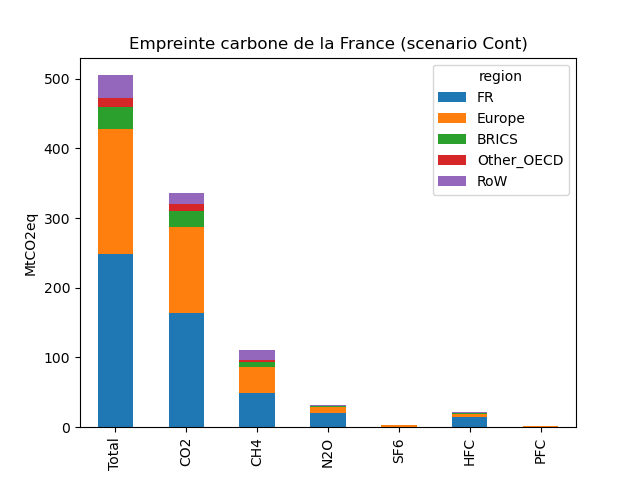 Empreinte carbone de la France (scenario Cont)
region
FR
Europe
BRICS
Other_OECD
RoW
MtCO2eq
500
400
300
200
100
0
Total
CO2
CH4
N2O
SF6
HFC
PFC